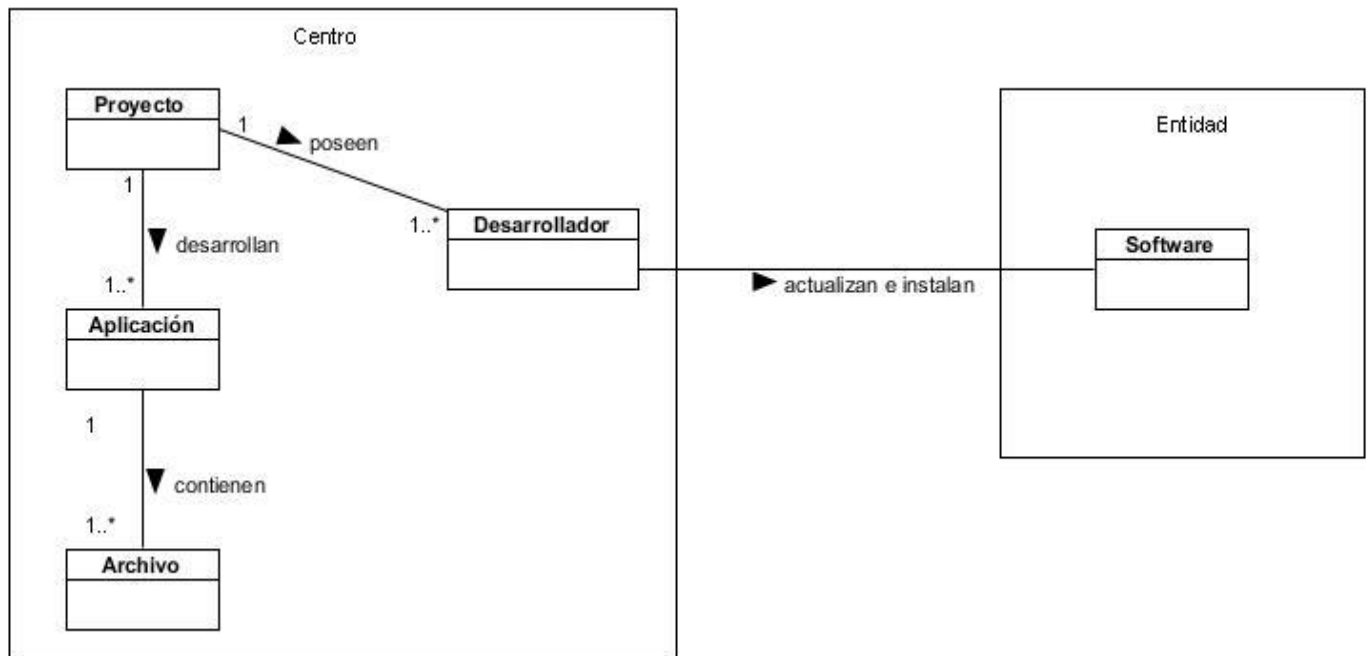 Centro
Proyecto
1
poseen
1
1..*
Desarrollador
desarrollan
1..*
Aplicación
actualizan e instalan
1
contienen
1..*
Archivo
Entidad
Software